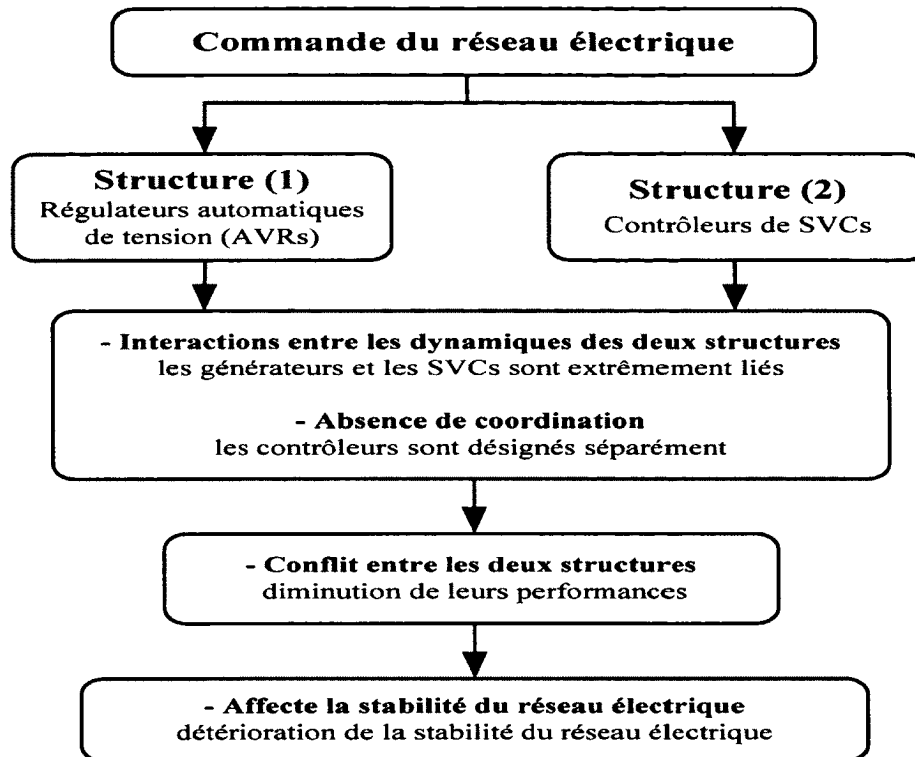 Commande du réseau électrique
Structure (1)
Régulateurs automatiques
de tension (AVRs)
Structure (2)
Contrôleurs de SVCs
- Interactions entre les dynamiques des deux structures
les générateurs et les SVCs sont extrêmement liés
- Absence de coordination
les contrôleurs sont désignés séparément
- Conflit entre les deux structures
diminution de leurs performances
- Affecte la stabilité du réseau électrique
détérioration de la stabilité du réseau électrique